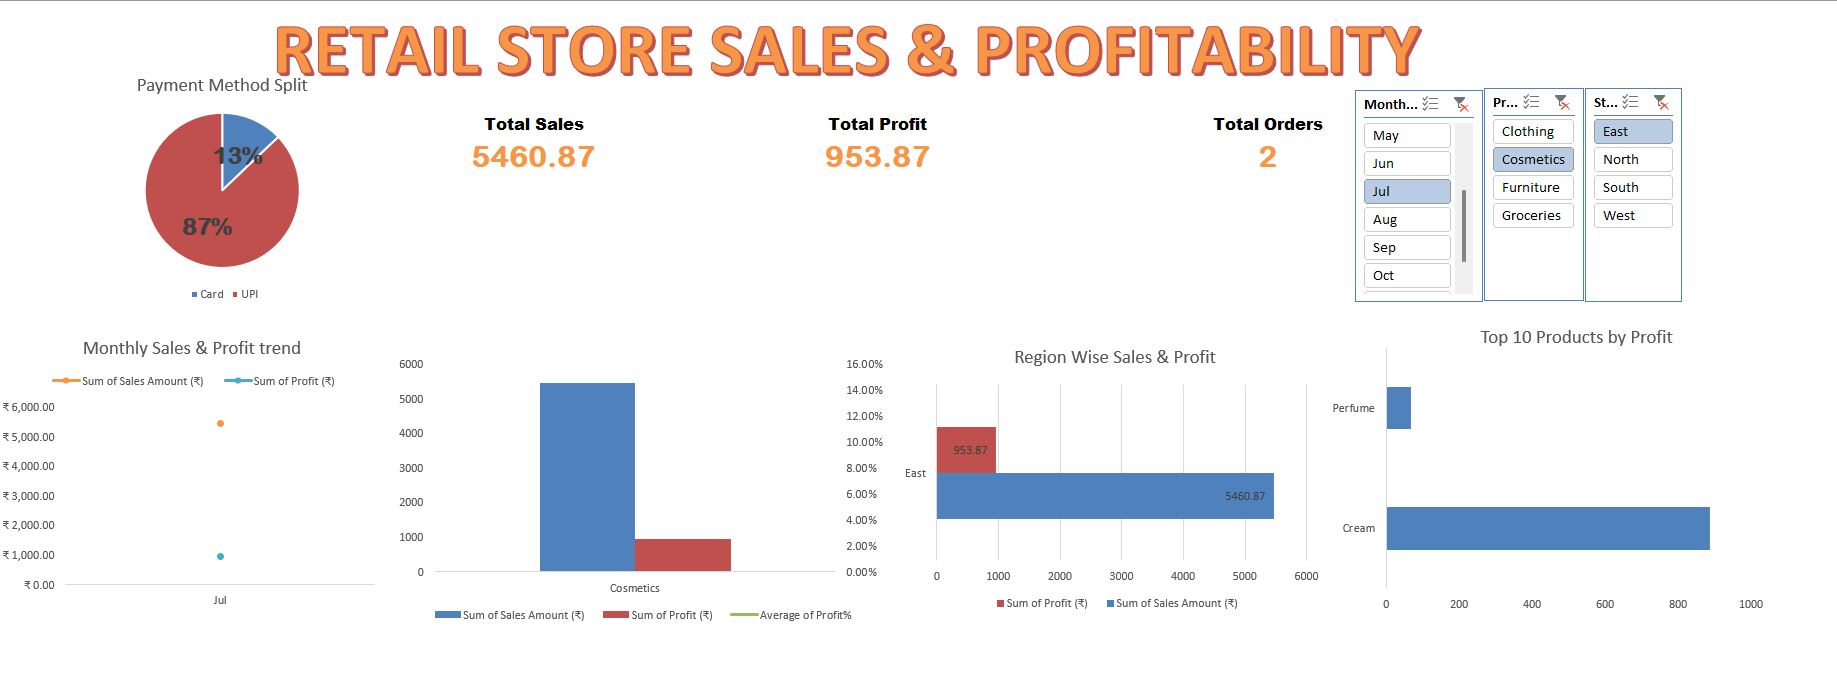 RETAIL STORE SALES & PROFITABILITY
Payment Method Split
13%
87%
Card UPI
Total Sales
5460.87
Total Profit
953.87
Total Orders
2
Month...
May
Jun
Jul
Aug
Sep
Oct
Pr...
Clothing
Cosmetics
Furniture
Groceries
St...
East
North
South
West
Monthly Sales & Profit trend
Sum of Sales Amount (₹) Sum of Profit (₹)
₹ 6,000.00
₹ 5,000.00
₹ 4,000.00
₹ 3,000.00
₹ 2,000.00
₹ 1,000.00
₹ 0.00
Jul
6000
5000
4000
3000
2000
1000
0
16.00%
14.00%
12.00%
10.00%
8.00%
6.00%
4.00%
2.00%
0.00%
Cosmetics
Sum of Sales Amount (₹) Sum of Profit (₹) Average of Profit%
Region Wise Sales & Profit
953.87
East
5460.87
0 1000 2000 3000 4000 5000 6000
Sum of Profit (₹) Sum of Sales Amount (₹)
Top 10 Products by Profit
Perfume
Cream
0 200 400 600 800 1000